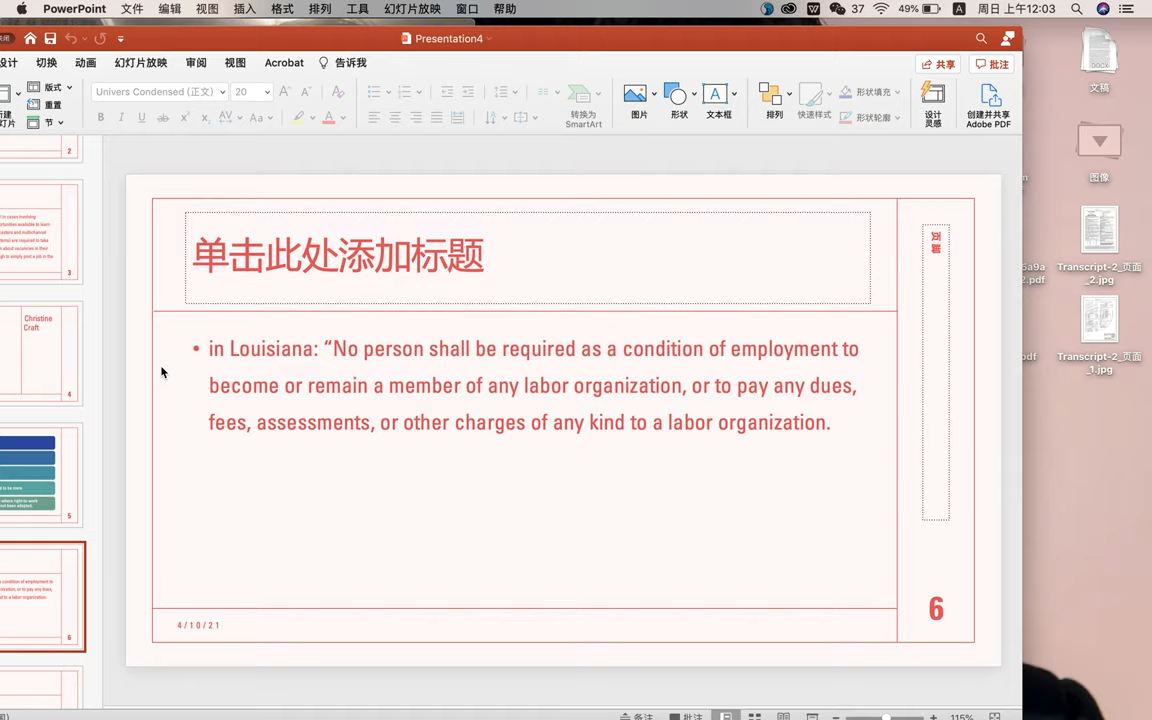 PowerPoint 文件 编辑 视图 插入 格式 排列 工具 幻灯片放映 窗口 帮助 37 49% A 周日 上午12:03
Presentation4
设计 切换 动画 幻灯片放映 审阅 视图 Acrobat 告诉我 共享 批注
版式
重置
节
Univers Condensed (正文) 20
转换为
SmartArt
图片 形状 文本框 排列 快速样式
形状填充
形状轮廓
设计
灵感
创建并共享
Adobe PDF
2
3
Christine
Craft
4
5
6
单击此处添加标题
• in Louisiana: “No person shall be required as a condition of employment to
become or remain a member of any labor organization, or to pay any dues,
fees, assessments, or other charges of any kind to a labor organization.
页眉
4/10/21
6
文稿
图像
Transcript-2_页面
_2.jpg
Transcript-2_页面
_1.jpg
备注 批注 115%